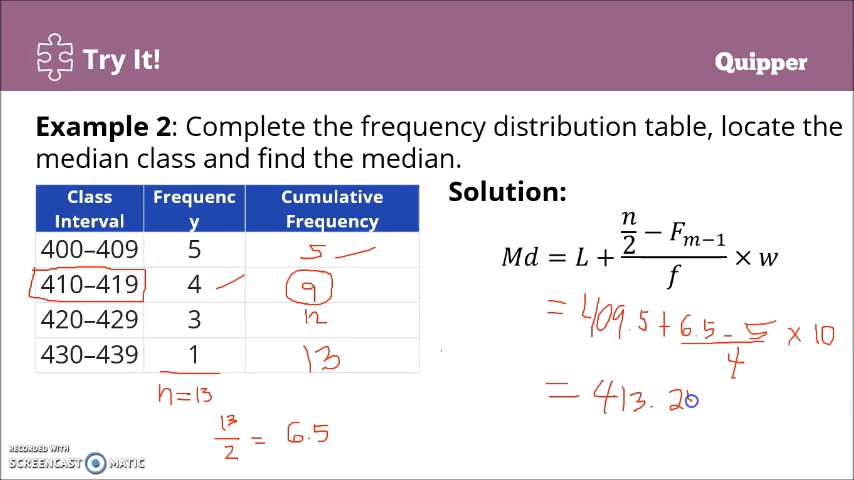 Try It!
Quipper
Example 2: Complete the frequency distribution table, locate the
median class and find the median.
Class Interval Frequency Cumulative Frequency
400–409 5 5
410–419 4 9
420–429 3 12
430–439 1 13
n=13
13/2 = 6.5
Solution:
Md = L + (n/2 − Fm−1)/f × w
= 409.5 + (6.5 - 5)/4 × 10
= 413.2
RECORDED WITH
SCREENCAST MATIC